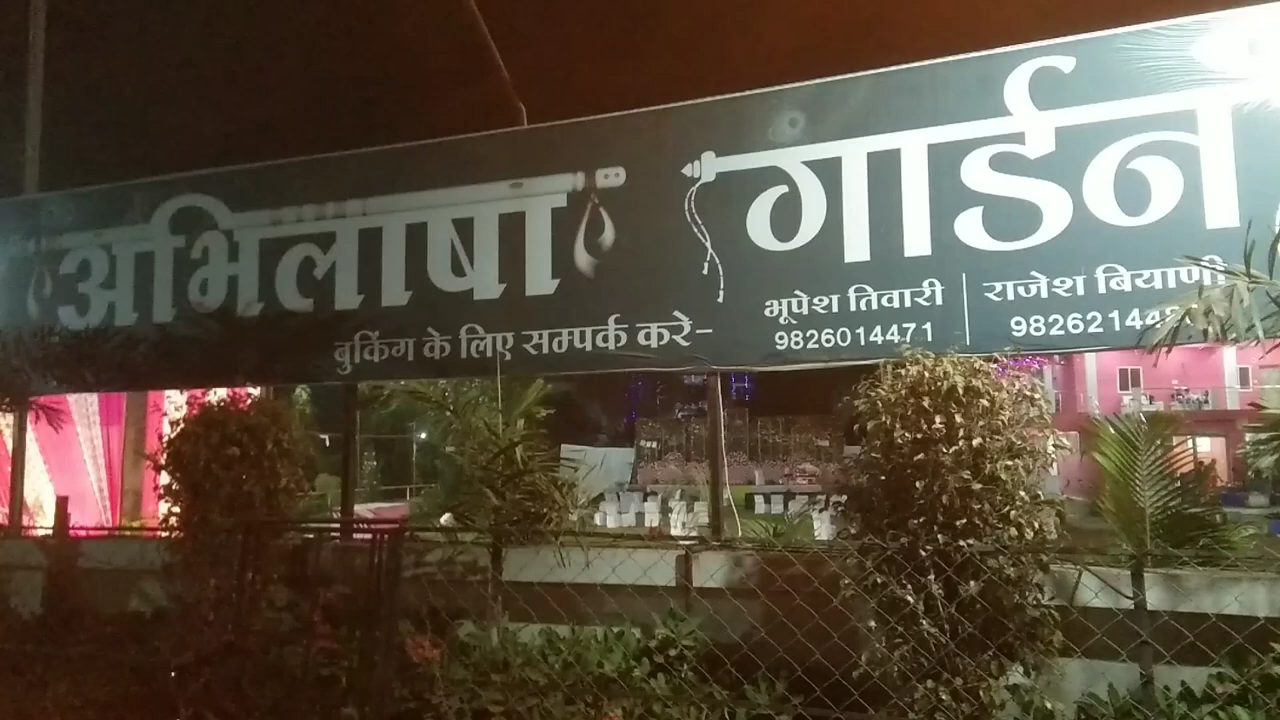 अभिलाषा गार्डन
बुकिंग के लिए सम्पर्क करें-
भूपेश तिवारी
9826014471
राजेश बियाणी